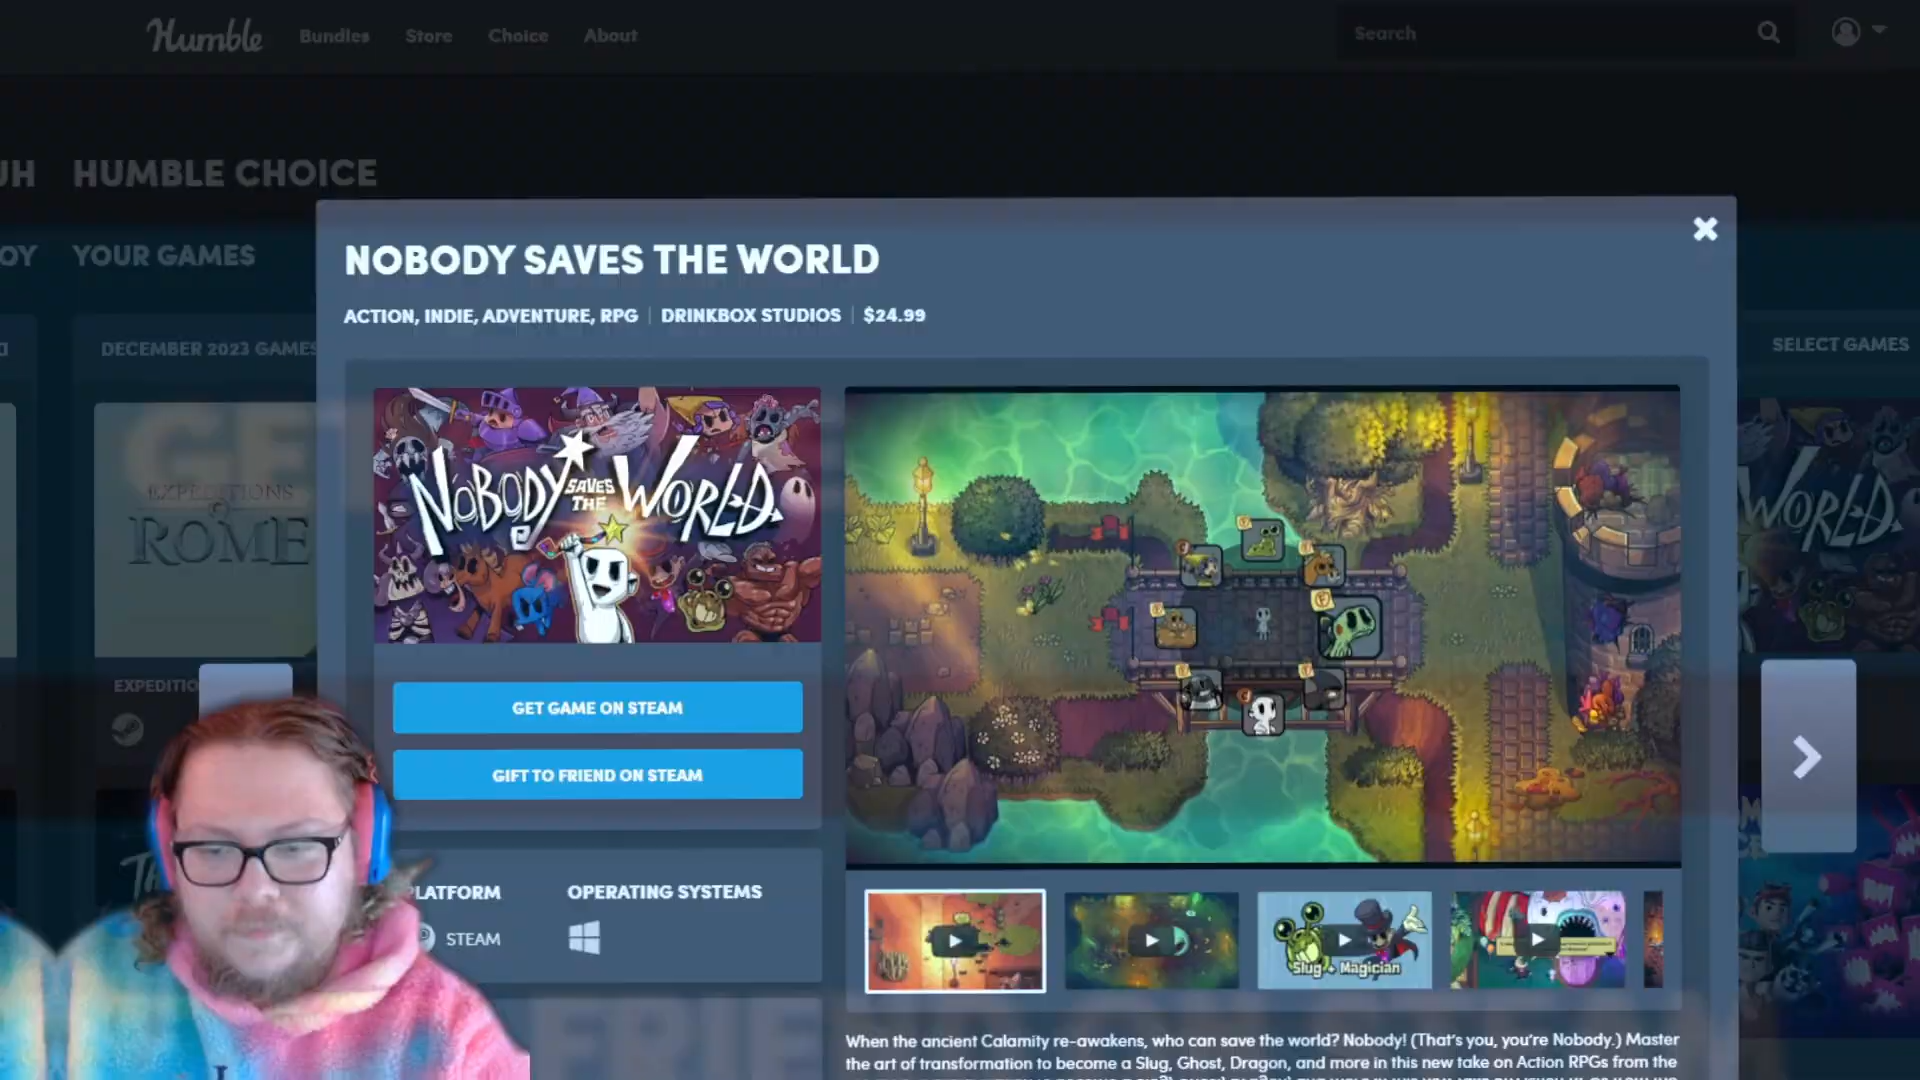 Humble
Bundles
Store
Choice
About
Search
HUMBLE CHOICE
YOUR GAMES
DECEMBER 2023 GAMES
EXPEDITIONS
ROME
NOBODY SAVES THE WORLD
ACTION, INDIE, ADVENTURE, RPG | DRINKBOX STUDIOS | $24.99
NOBODY SAVES THE WORLD
GET GAME ON STEAM
GIFT TO FRIEND ON STEAM
PLATFORM
STEAM
OPERATING SYSTEMS
Slug + Magician
SELECT GAMES
WORLD
When the ancient Calamity re-awakens, who can save the world? Nobody! (That's you, you're Nobody.) Master
the art of transformation to become a Slug, Ghost, Dragon, and more in this new take on Action RPGs from the